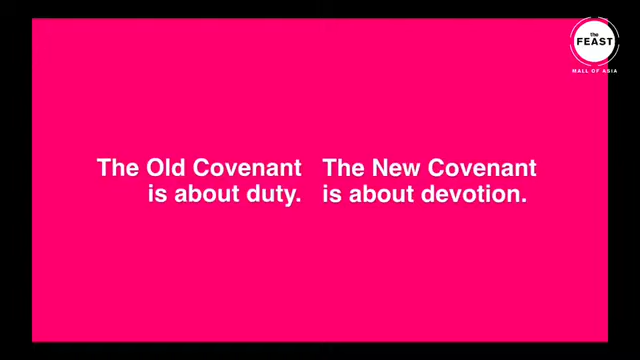 the
FEAST
MALL OF ASIA
The Old Covenant
is about duty.
The New Covenant
is about devotion.